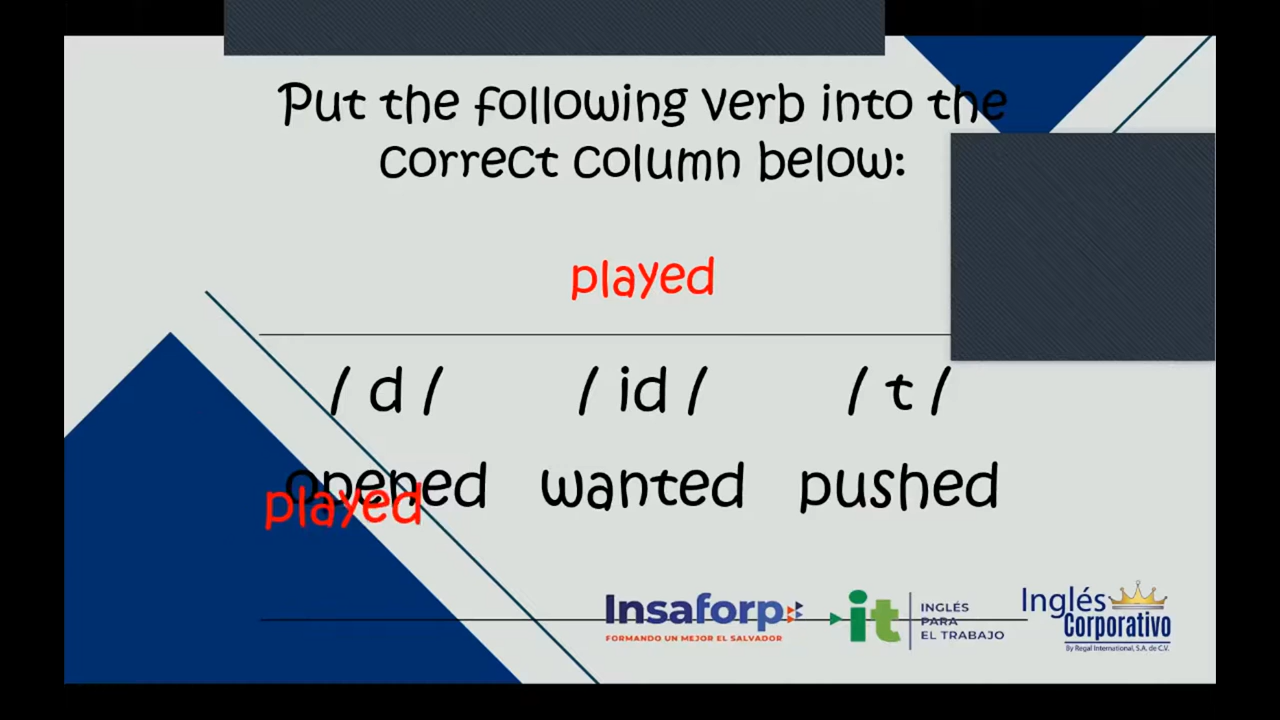 Put the following verb into the
correct column below:
played
/ d / / id / / t /
opened wanted pushed
played
Insaforp
FORMANDO UN MEJOR EL SALVADOR
it
INGLÉS
PARA
EL TRABAJO
Inglés
Corporativo
By Regal International, S.A. de C.V.